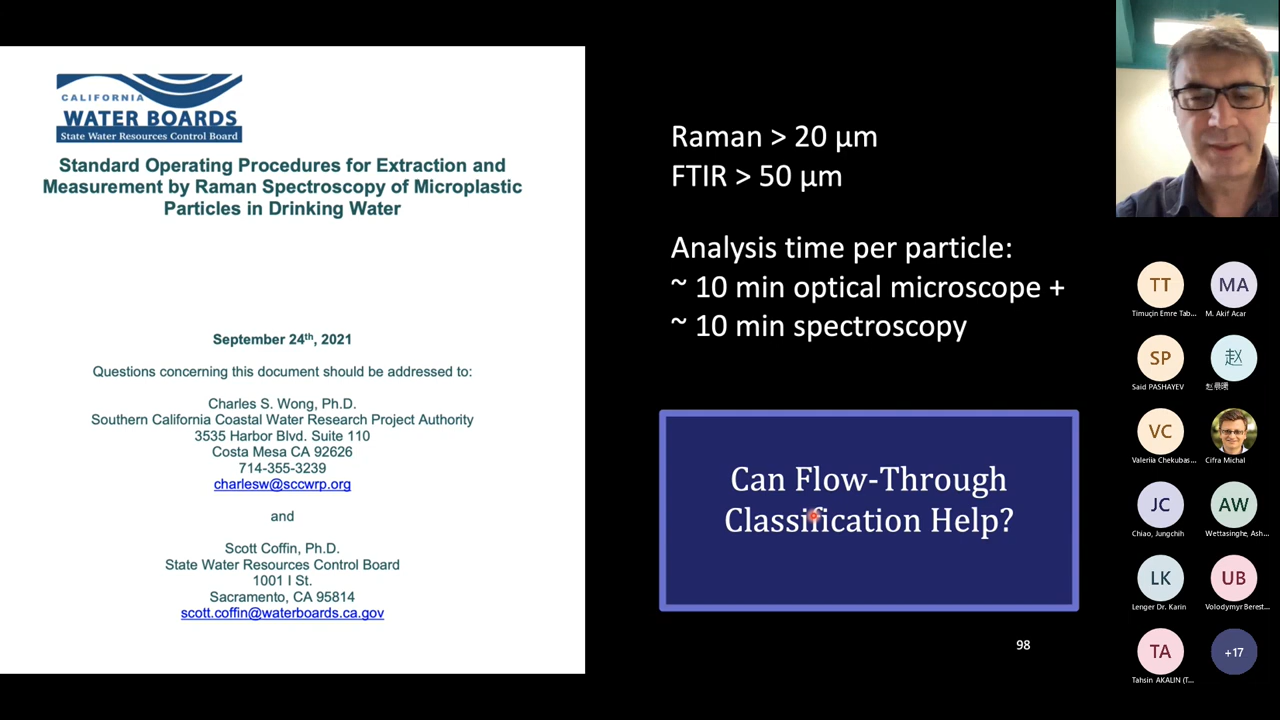 CALIFORNIA
WATER BOARDS
State Water Resources Control Board
Standard Operating Procedures for Extraction and
Measurement by Raman Spectroscopy of Microplastic
Particles in Drinking Water
September 24th, 2021
Questions concerning this document should be addressed to:
Charles S. Wong, Ph.D.
Southern California Coastal Water Research Project Authority
3535 Harbor Blvd. Suite 110
Costa Mesa CA 92626
714-355-3239
charlesw@sccwrp.org
and
Scott Coffin, Ph.D.
State Water Resources Control Board
1001 I St.
Sacramento, CA 95814
scott.coffin@waterboards.ca.gov
Raman > 20 µm
FTIR > 50 µm
Analysis time per particle:
~ 10 min optical microscope +
~ 10 min spectroscopy
Can Flow-Through
Classification Help?
98
TT
Timuçin Emre Tab...
MA
M. Akif Acar
SP
Said PASHAYEV
赵
赵晨曦
VC
Valeriia Chekubas...
Cifra Michal
JC
Chiao, Jungchih
AW
Wettasinghe, Ash...
LK
Lenger Dr. Karin
UB
Volodymyr Berest...
TA
Tahsin AKALIN (T...
+17